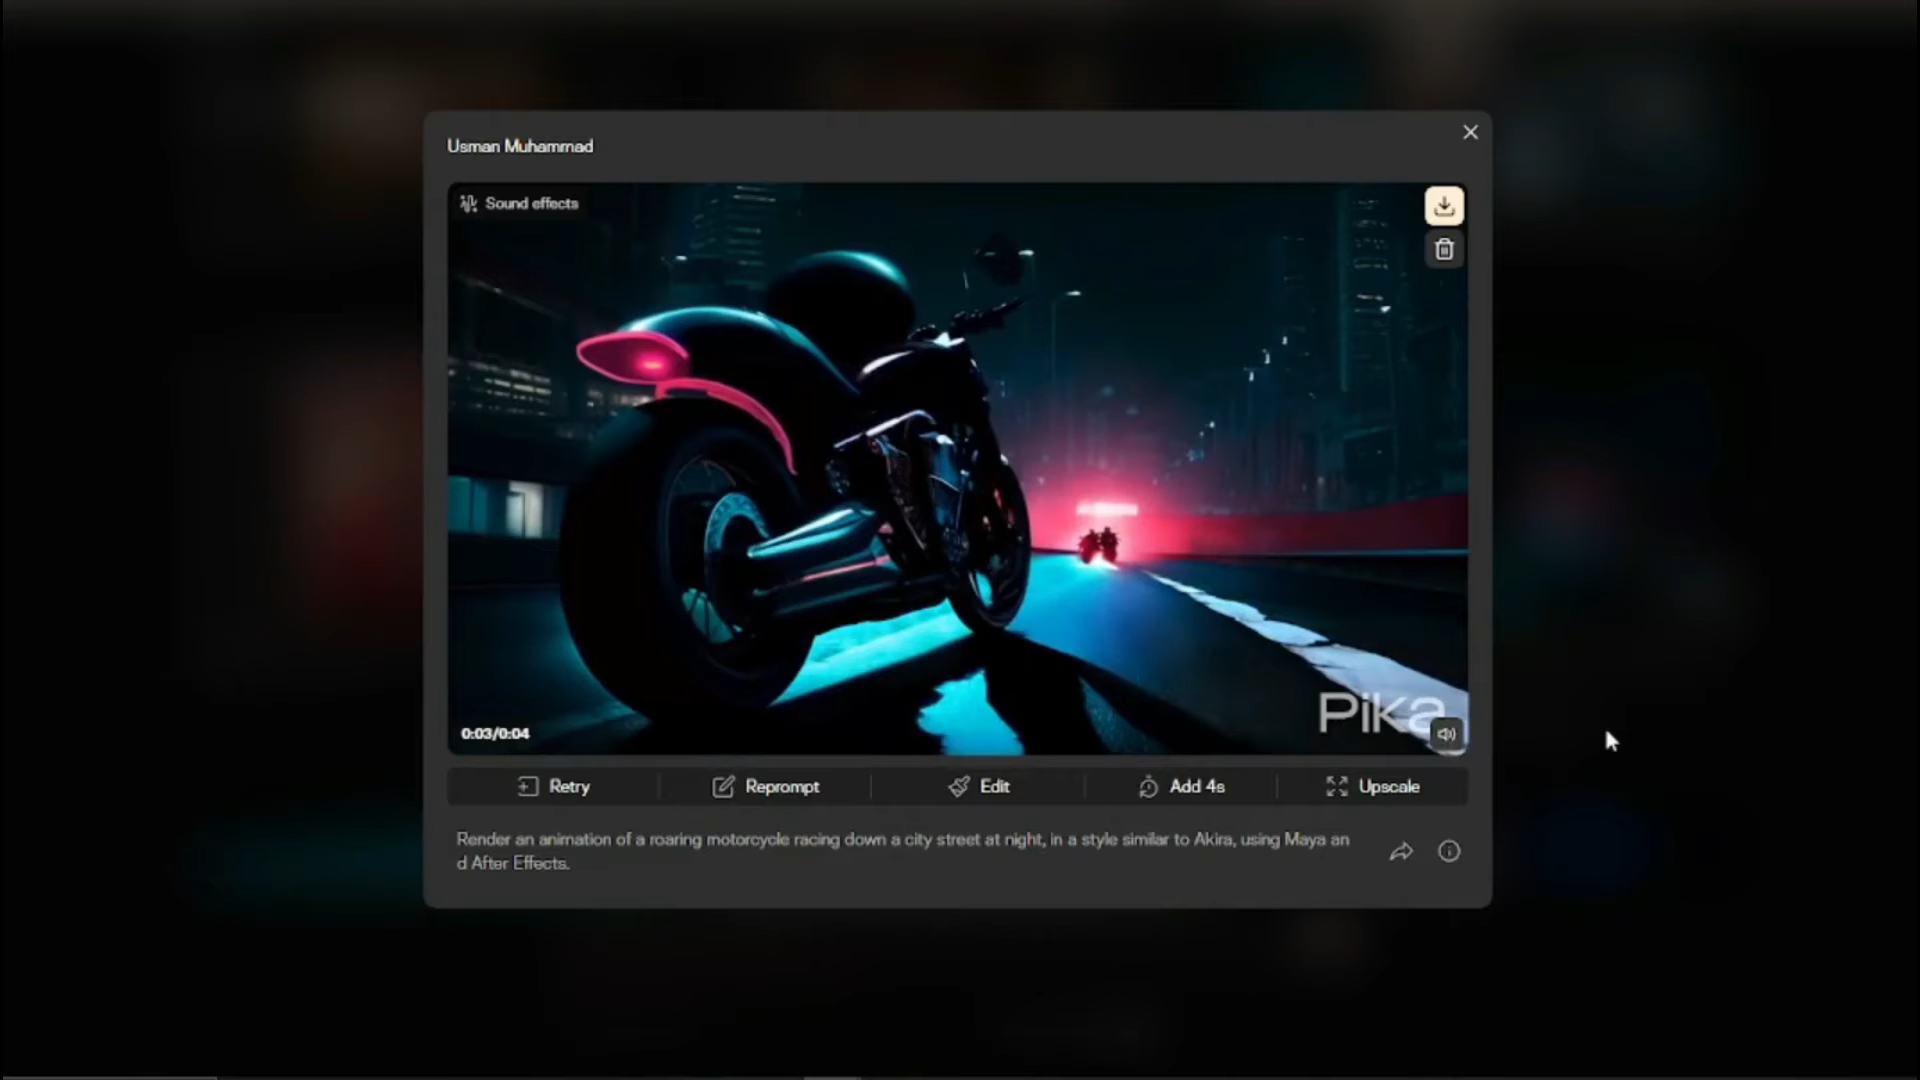 Usman Muhammad
Sound effects
Pika
0:03/0:04
Retry
Reprompt
Edit
Add 4s
Upscale
Render an animation of a roaring motorcycle racing down a city street at night, in a style similar to Akira, using Maya an
d After Effects.